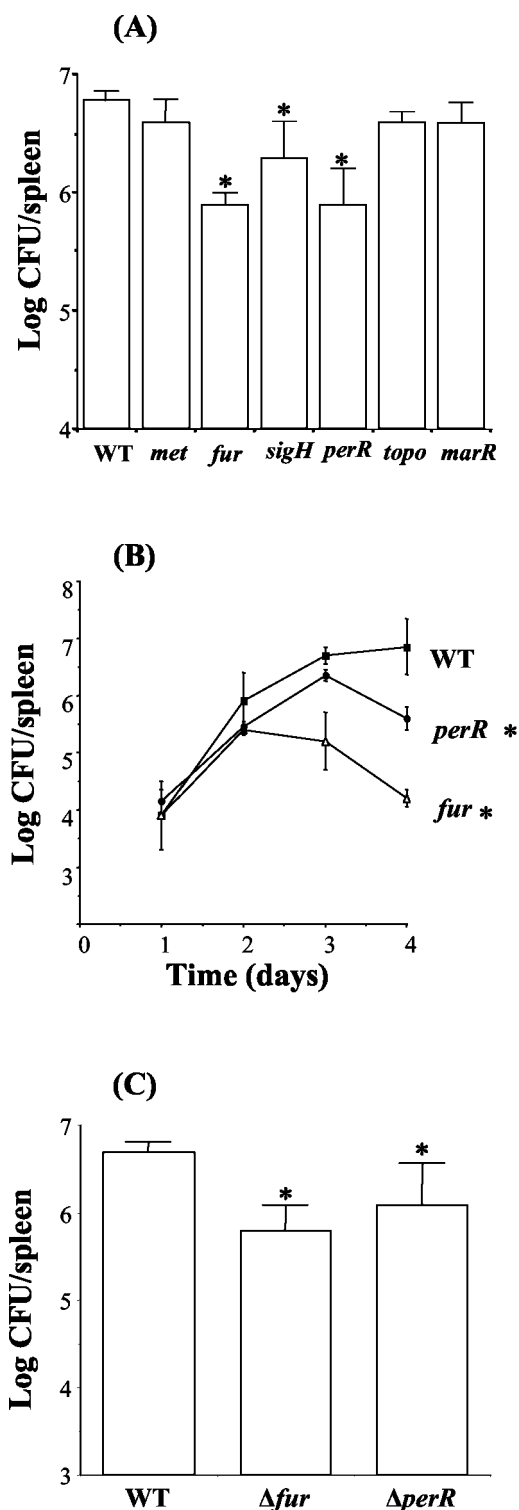 (A)
Log CFU/spleen
7
6
5
4
*
*
*
WT met fur sigH perR topo marR
(B)
Log CFU/spleen
8
7
6
5
4
3
WT
perR *
fur *
0 1 2 3 4
Time (days)
(C)
Log CFU/spleen
7
6
5
4
3
*
*
WT Δfur ΔperR